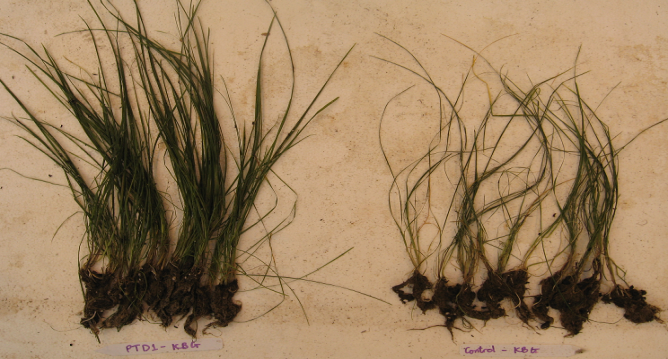 PTD1 - KBG
Control - KBG